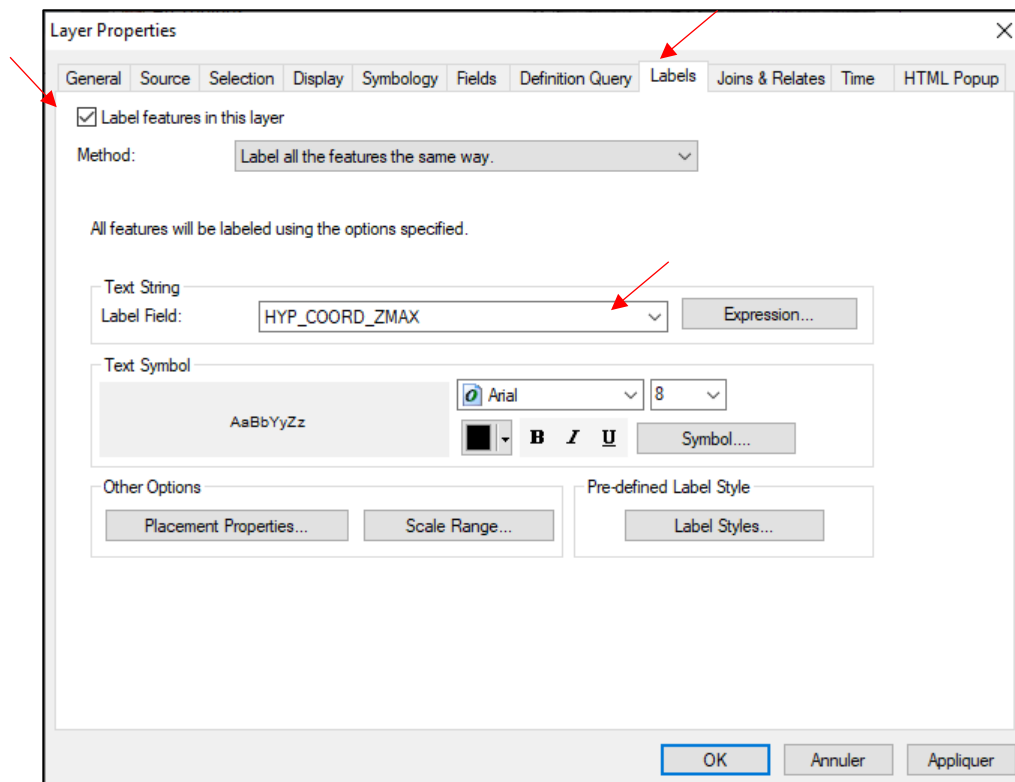 Layer Properties
General Source Selection Display Symbology Fields Definition Query Labels Joins & Relates Time HTML Popup
Label features in this layer
Method: Label all the features the same way.
All features will be labeled using the options specified.
Text String
Label Field: HYP_COORD_ZMAX Expression...
Text Symbol
AaBbYyZz
Arial 8
B I U Symbol....
Other Options
Placement Properties... Scale Range...
Pre-defined Label Style
Label Styles...
OK Annuler Appliquer